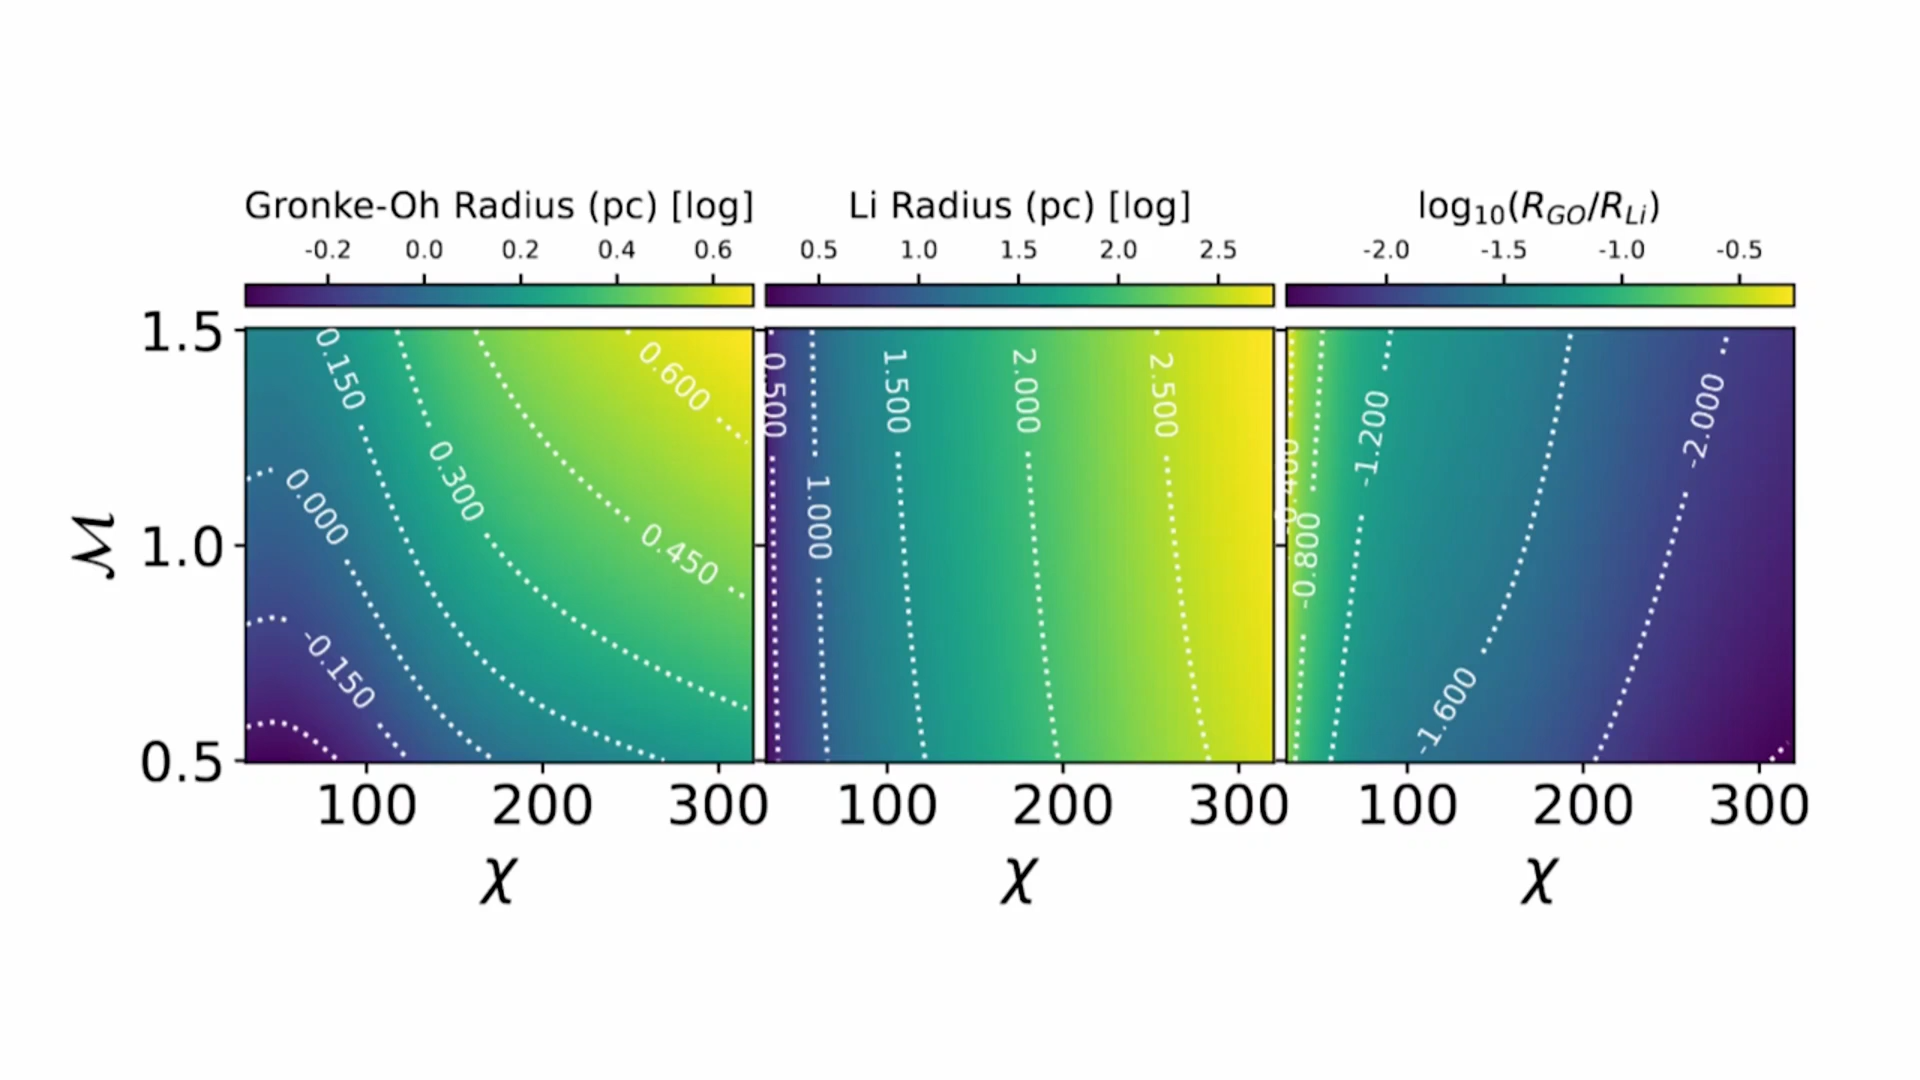 Gronke-Oh Radius (pc) [log]
Li Radius (pc) [log]
log10(RGO/RLi)
-0.2 0.0 0.2 0.4 0.6
0.5 1.0 1.5 2.0 2.5
-2.0 -1.5 -1.0 -0.5
1.5
1.0
0.5
ℳ
0.150
0.600
0.300
0.000
0.450
-0.150
0.500
1.000
1.500
2.000
2.500
-0.400
-0.800
-1.200
-1.600
-2.000
100 200 300
100 200 300
100 200 300
χ
χ
χ